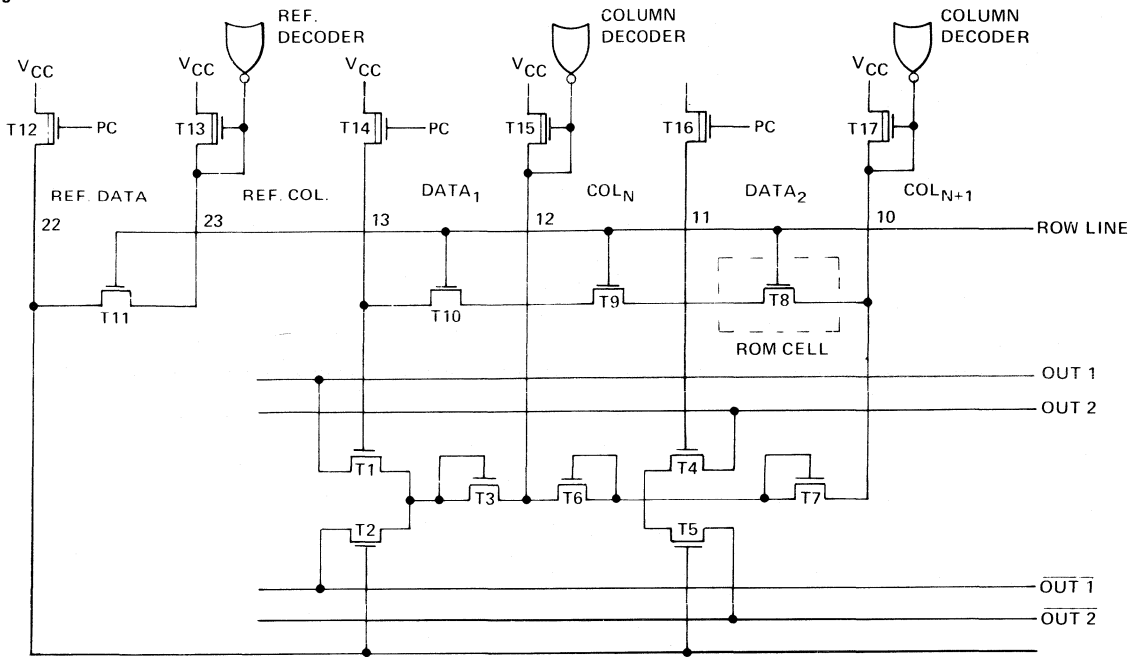 g
REF.
DECODER
COLUMN
DECODER
COLUMN
DECODER
VCC
VCC
VCC
VCC
VCC
T12
PC
T13
T14
PC
T15
T16
PC
T17
REF. DATA
REF. COL.
DATA1
COLN
DATA2
COLN+1
22
23
13
12
11
10
ROW LINE
T11
T10
T9
T8
ROM CELL
OUT 1
OUT 2
T1
T4
T3
T6
T7
T2
T5
OUT 1
OUT 2